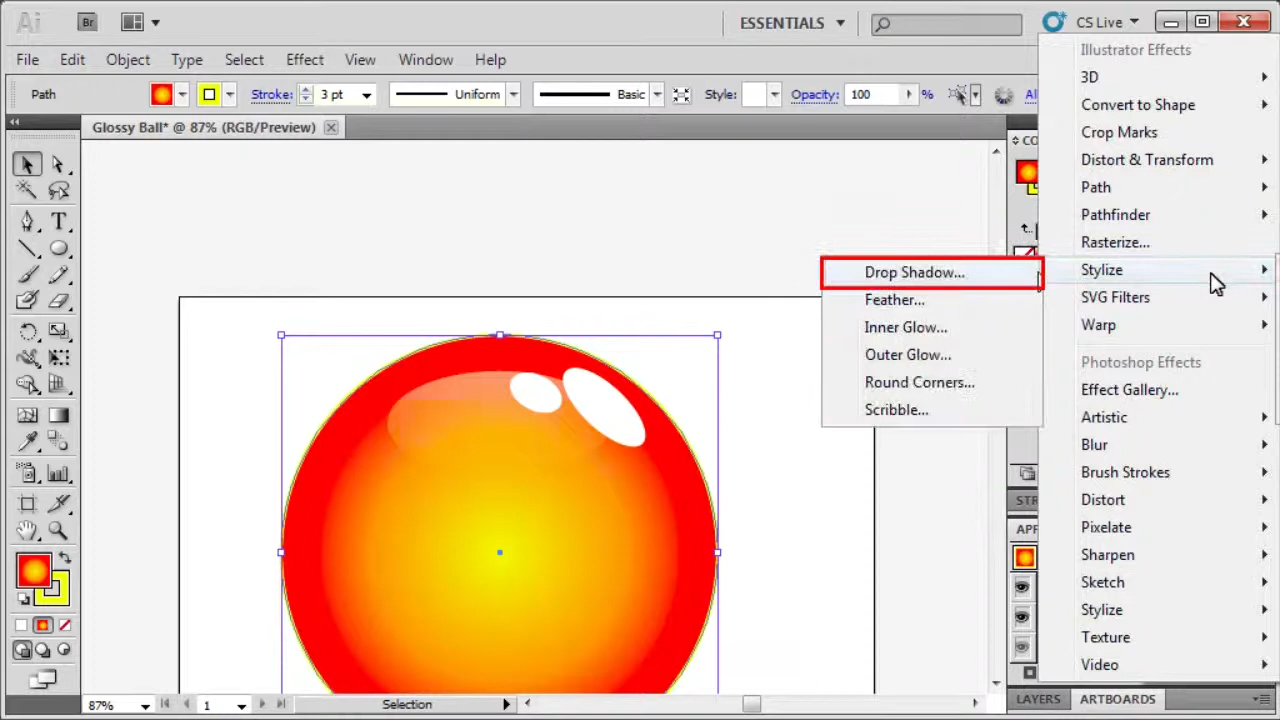 Ai Br ESSENTIALS CS Live
File Edit Object Type Select Effect View Window Help
Path Stroke: 3 pt Uniform Basic Style: Opacity: 100 %
Glossy Ball* @ 87% (RGB/Preview)
Illustrator Effects
3D
Convert to Shape
Crop Marks
Distort & Transform
Path
Pathfinder
Rasterize...
Stylize
SVG Filters
Warp
Photoshop Effects
Effect Gallery...
Artistic
Blur
Brush Strokes
Distort
Pixelate
Sharpen
Sketch
Stylize
Texture
Video
Drop Shadow...
Feather...
Inner Glow...
Outer Glow...
Round Corners...
Scribble...
87% 1 Selection
LAYERS ARTBOARDS